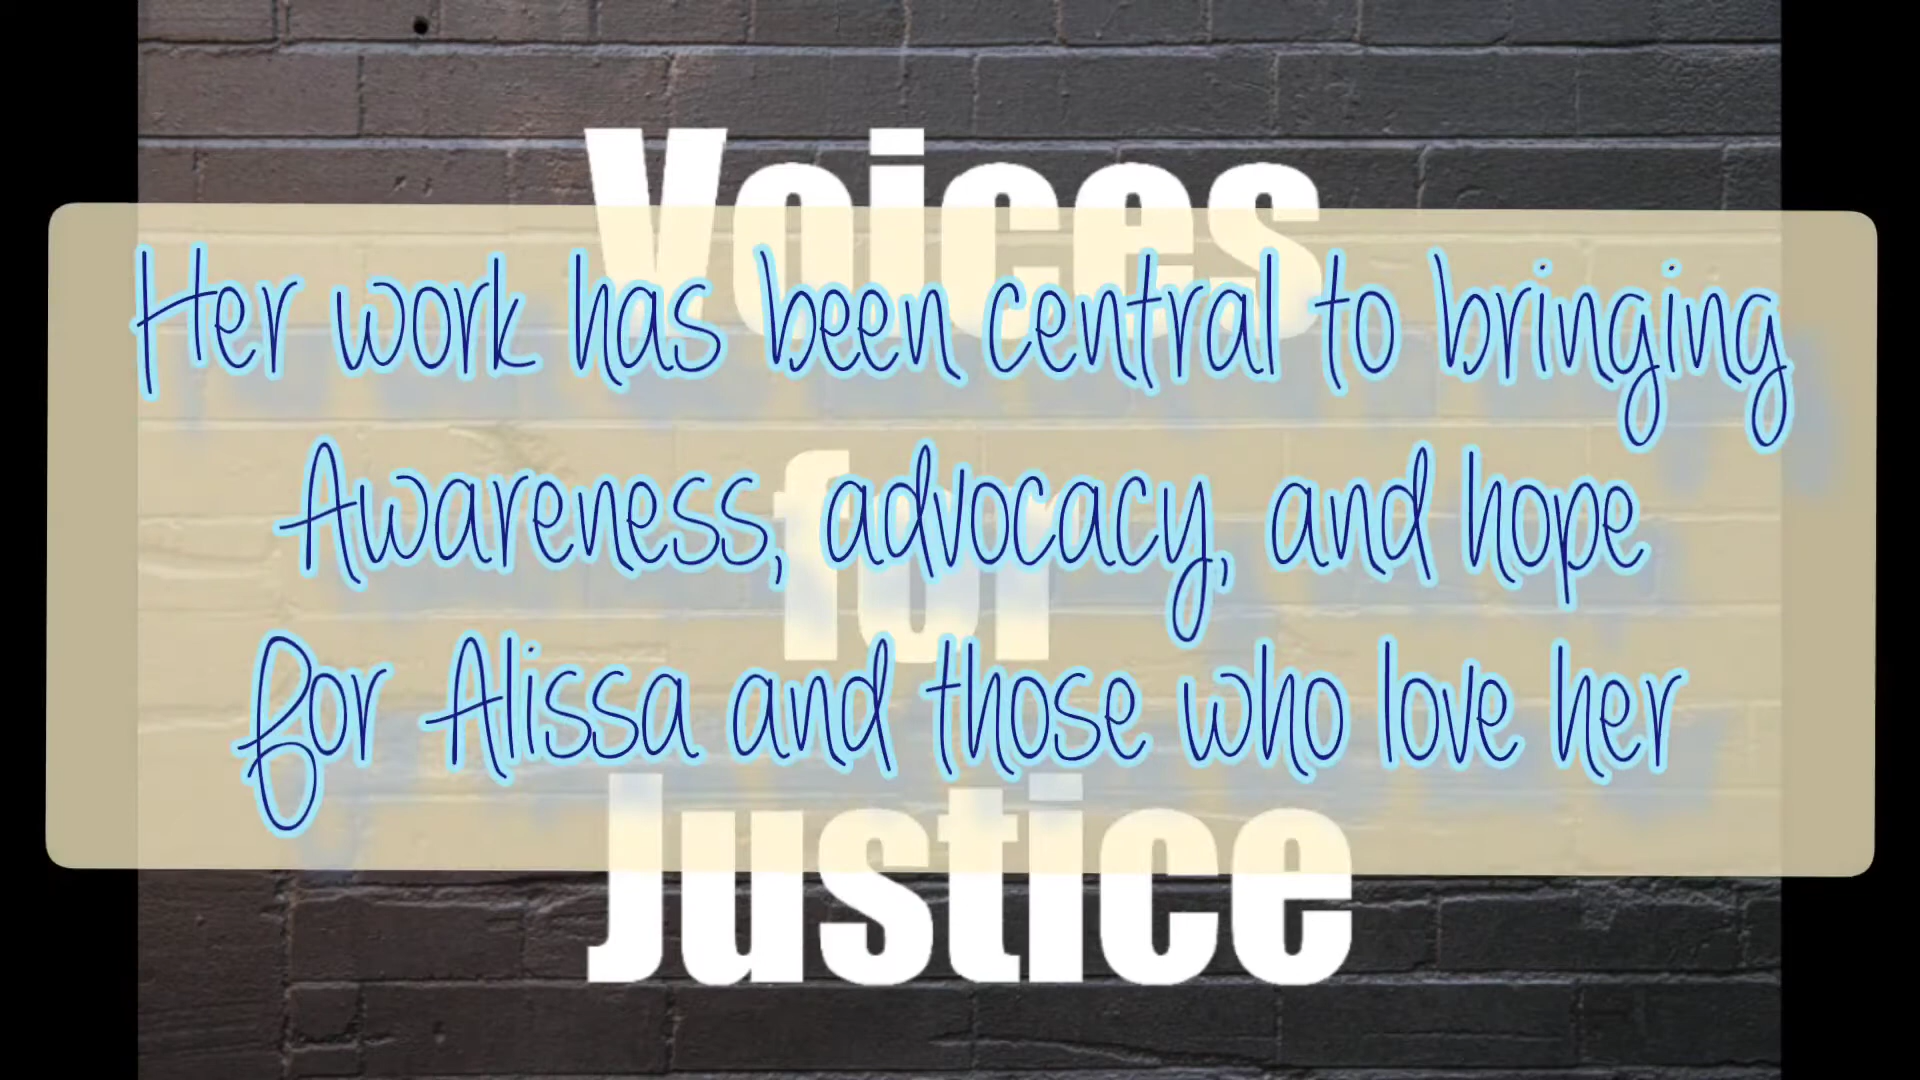 Voices
Her work has been central to bringing
Awareness, advocacy, and hope
for
for Alissa and those who love her
Justice